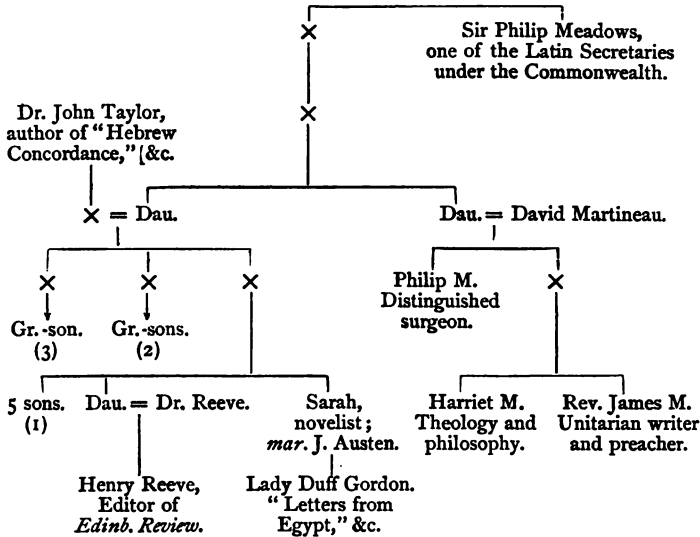 Sir Philip Meadows,
one of the Latin Secretaries
under the Commonwealth.
Dr. John Taylor,
author of "Hebrew
Concordance," [&c.
× = Dau.
Dau. = David Martineau.
Philip M.
Distinguished
surgeon.
Gr.-son.
(3)
Gr.-sons.
(2)
5 sons.
(1)
Dau. = Dr. Reeve.
Sarah,
novelist;
mar. J. Austen.
Harriet M.
Theology and
philosophy.
Rev. James M.
Unitarian writer
and preacher.
Henry Reeve,
Editor of
Edinb. Review.
Lady Duff Gordon.
"Letters from
Egypt," &c.